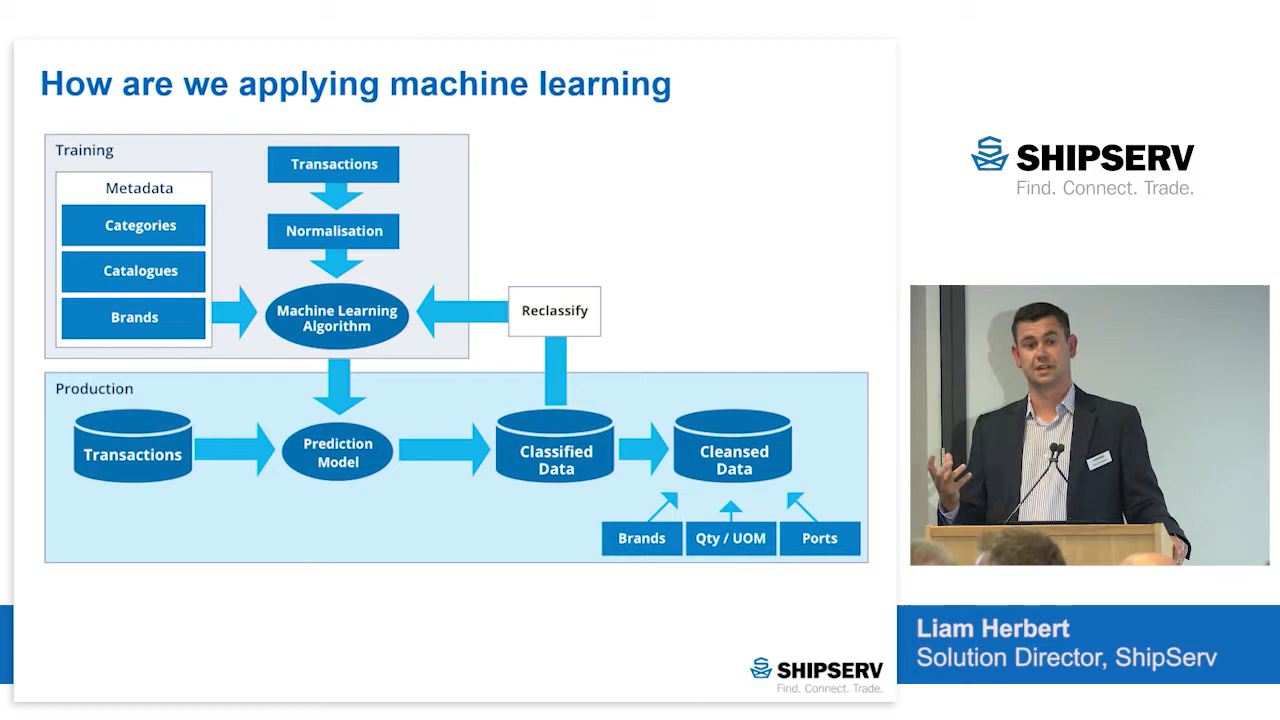 How are we applying machine learning
Training
Metadata
Categories
Catalogues
Brands
Transactions
Normalisation
Machine Learning
Algorithm
Reclassify
Production
Transactions
Prediction
Model
Classified
Data
Cleansed
Data
Brands
Qty / UOM
Ports
SHIPSERV
Find. Connect. Trade.
SHIPSERV
Find. Connect. Trade.
Liam Herbert
Solution Director, ShipServ